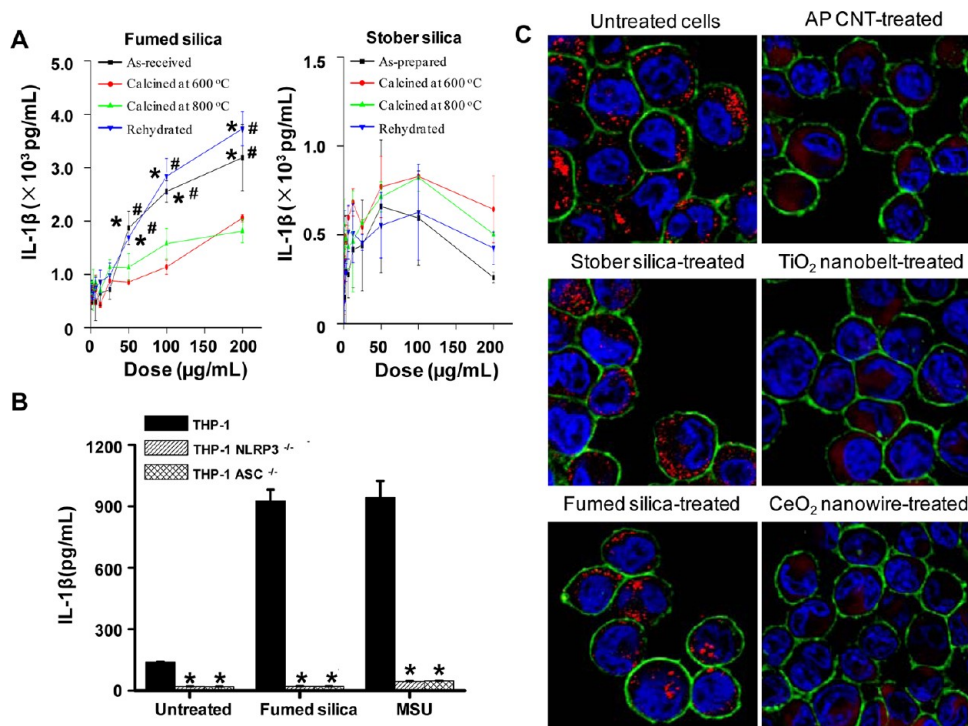 A
Fumed silica
IL-1β (×10³ pg/mL)
5.0
4.0
3.0
2.0
1.0
0
As-received
Calcined at 600 °C
Calcined at 800 °C
Rehydrated
* #
* #
* #
* #
* #
* #
0 50 100 150 200
Dose (µg/mL)
Stober silica
IL-1β (×10³ pg/mL)
1.5
1.0
0.5
0
As-prepared
Calcined at 600 °C
Calcined at 800 °C
Rehydrated
0 50 100 150 200
Dose (µg/mL)
B
THP-1
THP-1 NLRP3 -/-
THP-1 ASC -/-
IL-1β(pg/mL)
1200
900
600
300
0
* * * * * *
Untreated Fumed silica MSU
C
Untreated cells AP CNT-treated
Stober silica-treated TiO₂ nanobelt-treated
Fumed silica-treated CeO₂ nanowire-treated